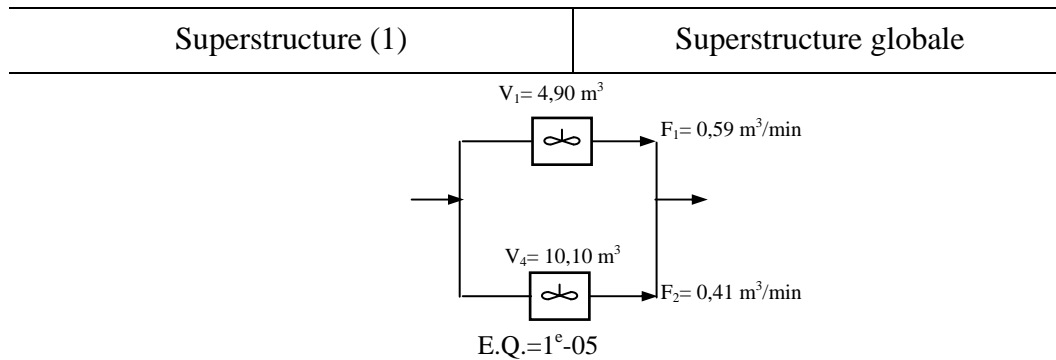 Superstructure (1) Superstructure globale
V₁= 4,90 m³
F₁= 0,59 m³/min
V₄= 10,10 m³
F₂= 0,41 m³/min
E.Q.=1ᵉ-05